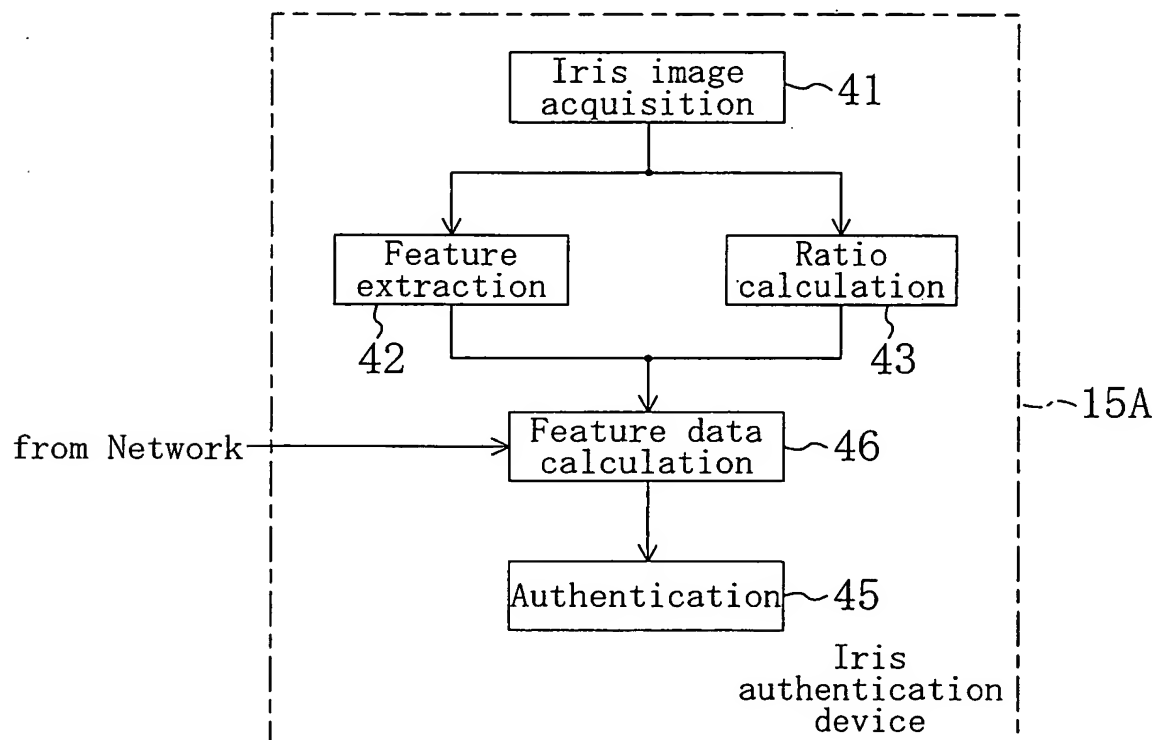 Iris image
acquisition
41
Feature
extraction
Ratio
calculation
42
43
15A
from Network
Feature data
calculation
46
Authentication
45
Iris
authentication
device